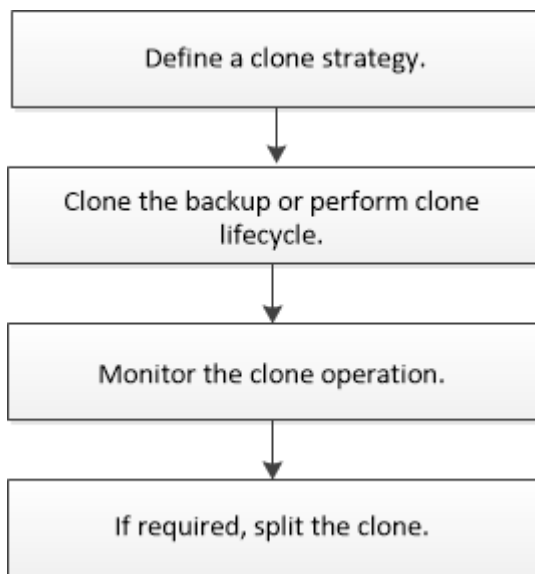 Define a clone strategy.
Clone the backup or perform clone
lifecycle.
Monitor the clone operation.
If required, split the clone.